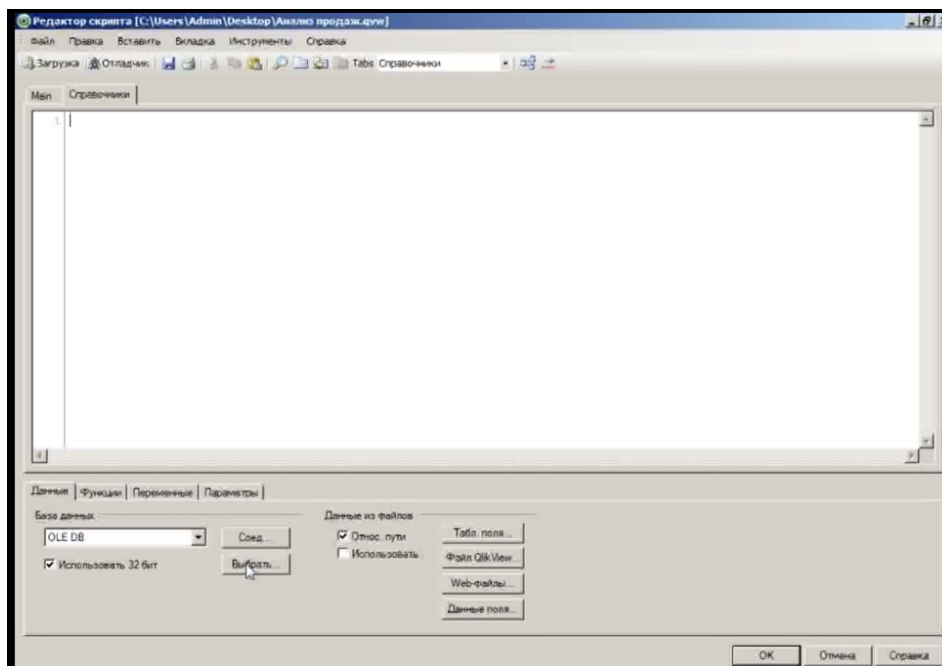 Редактор скрипта [C:\Users\Admin\Desktop\Анализ продаж.qvw]
Файл Правка Вставить Вкладка Инструменты Справка
Загрузка Отладчик Tabs Справочники
Main Справочники
1
Данные Функции Переменные Параметры
База данных Данные из файлов
OLE DB Соед... Относ. пути Табл. поля...
Использовать 32 бит Выбрать... Использовать Файл QlikView...
Web-файлы...
Данные поля...
OK Отмена Справка